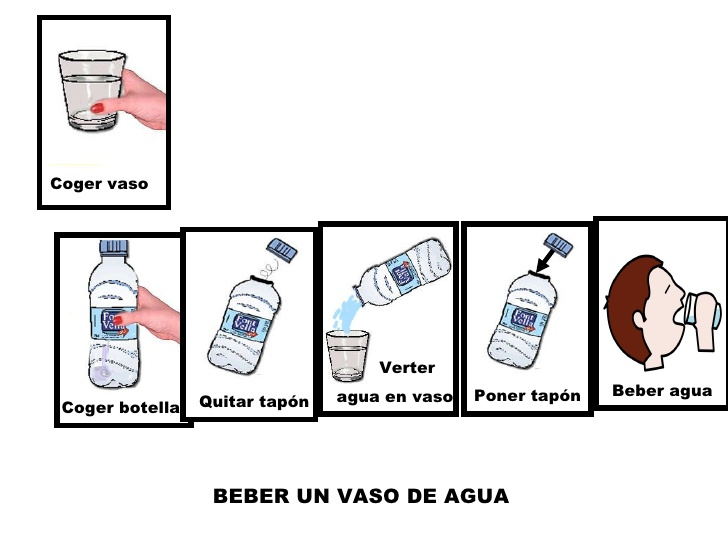 Coger vaso
Coger botella
Quitar tapón
Verter
agua en vaso
Poner tapón
Beber agua
BEBER UN VASO DE AGUA